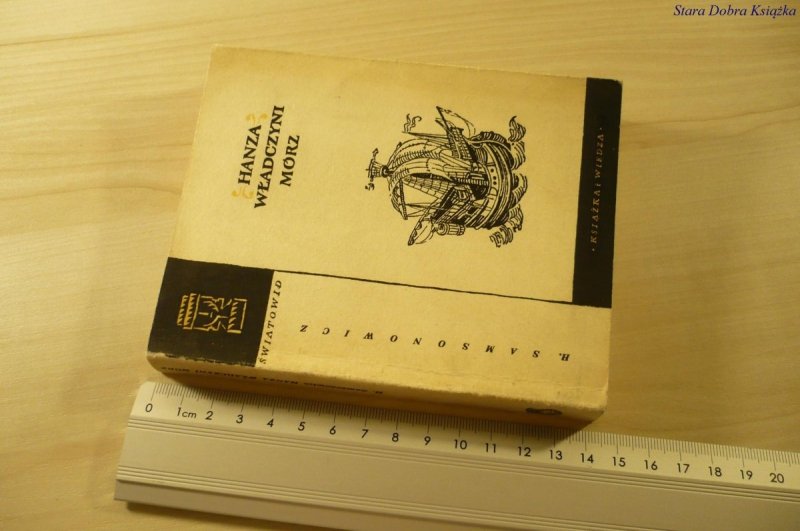 Stara Dobra Książka
HANZA
WŁADCZYNI
MÓRZ
• KSIĄŻKA i WIEDZA •
ŚWIATOWID
H. SAMSONOWICZ
0 1cm 2 3 4 5 6 7 8 9 10 11 12 13 14 15 16 17 18 19 20